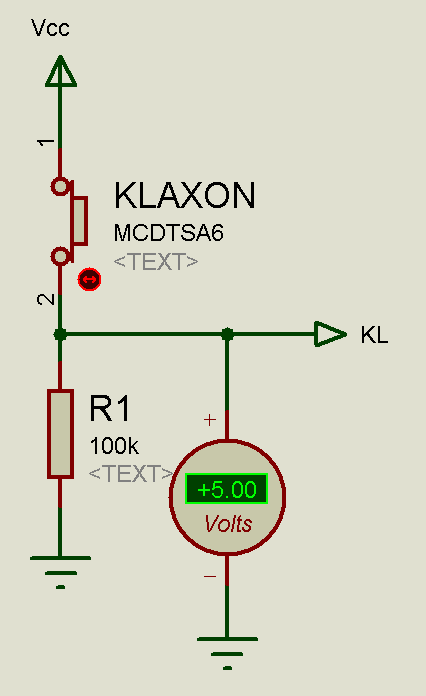 Vcc
1
KLAXON
MCDTSA6
<TEXT>
2
KL
R1
100k
<TEXT>
+
+5.00
Volts
−